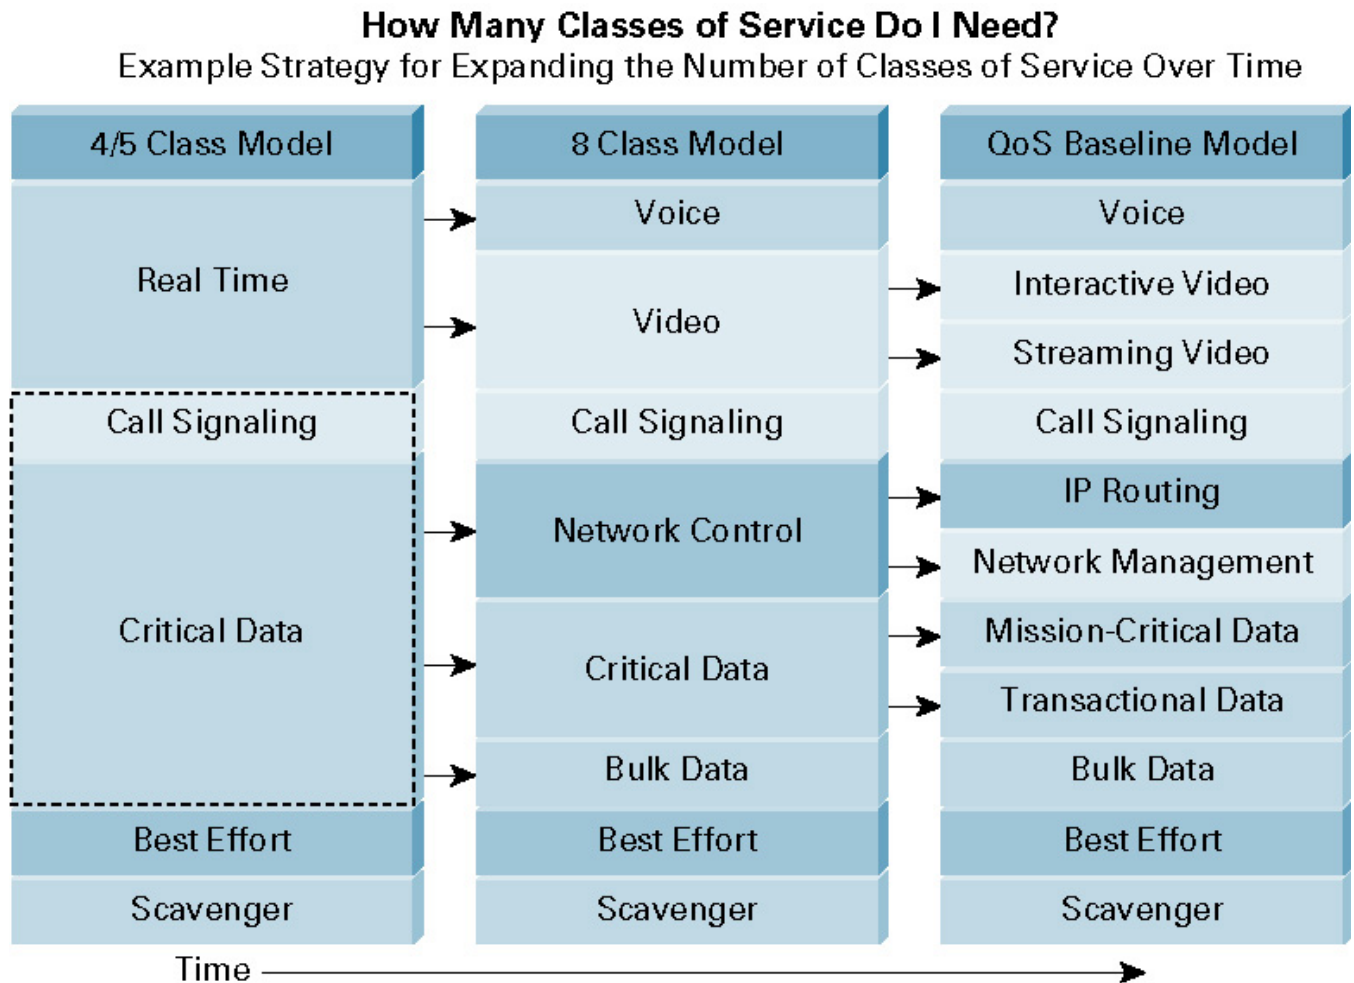 How Many Classes of Service Do I Need?
Example Strategy for Expanding the Number of Classes of Service Over Time
4/5 Class Model
Real Time
Call Signaling
Critical Data
Best Effort
Scavenger
8 Class Model
Voice
Video
Call Signaling
Network Control
Critical Data
Bulk Data
Best Effort
Scavenger
QoS Baseline Model
Voice
Interactive Video
Streaming Video
Call Signaling
IP Routing
Network Management
Mission-Critical Data
Transactional Data
Bulk Data
Best Effort
Scavenger
Time